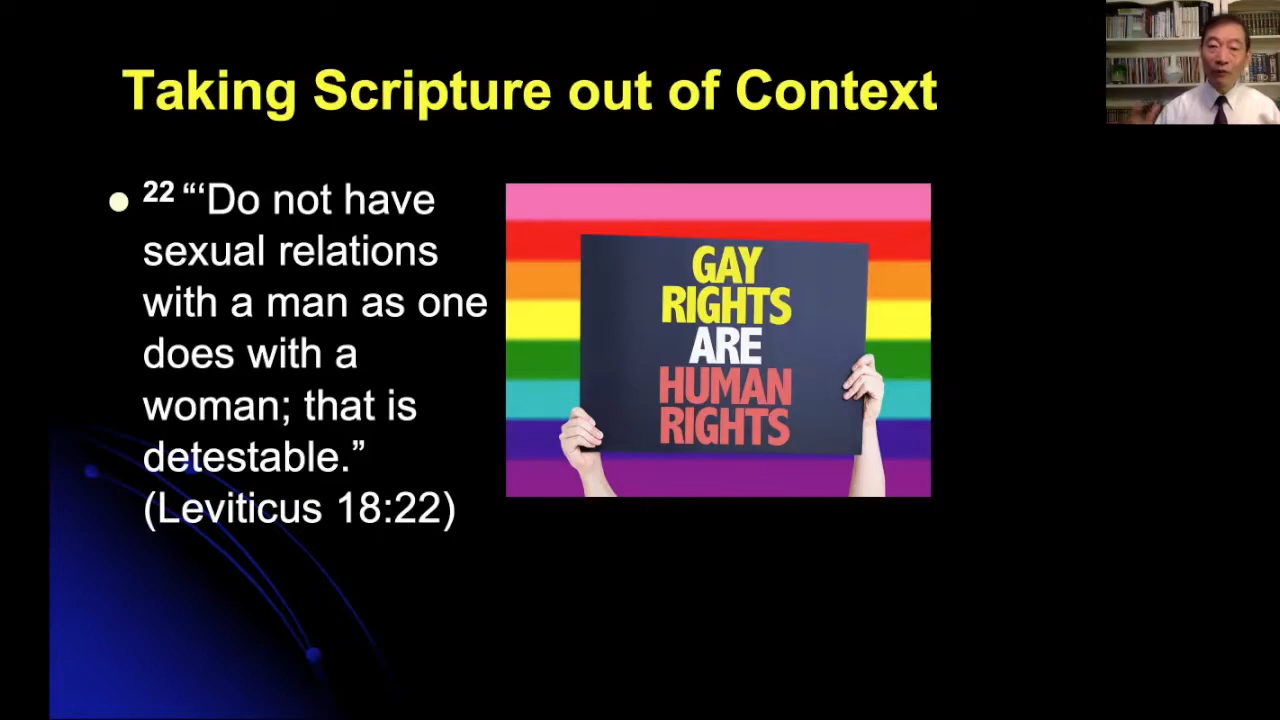 Taking Scripture out of Context
22 “‘Do not have
sexual relations
with a man as one
does with a
woman; that is
detestable.”
(Leviticus 18:22)
GAY
RIGHTS
ARE
HUMAN
RIGHTS